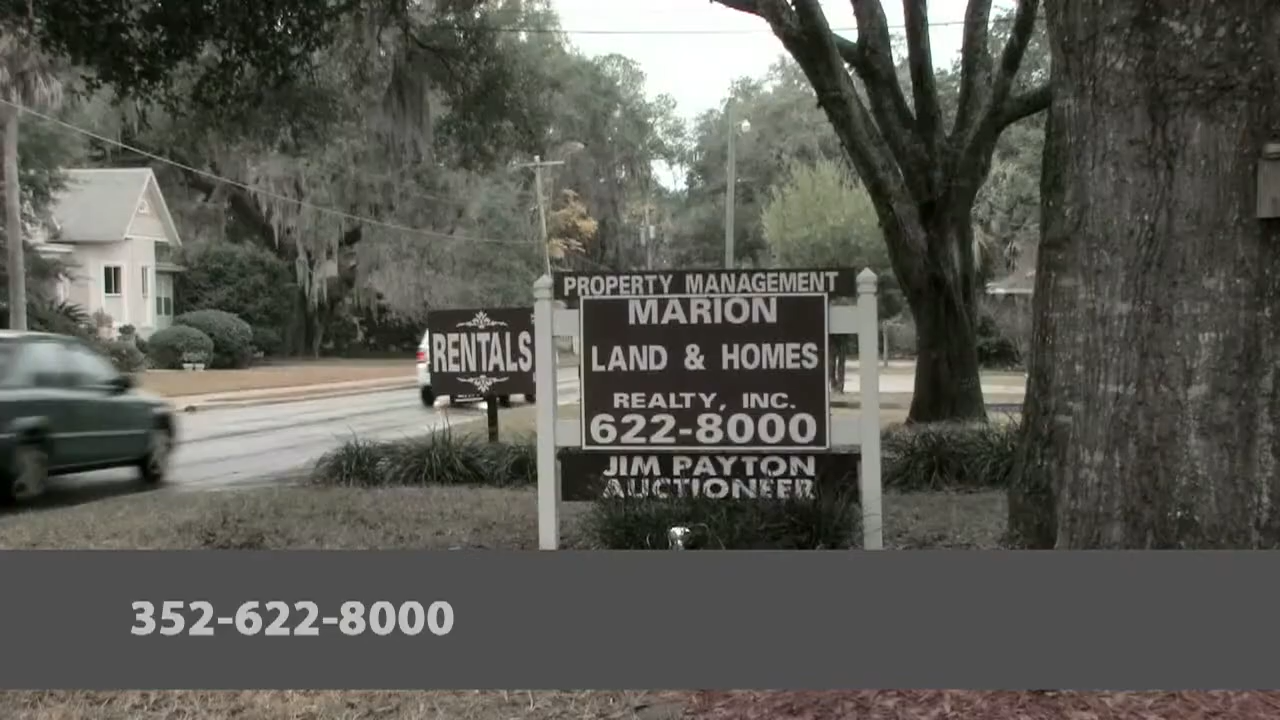 PROPERTY MANAGEMENT
MARION
LAND & HOMES
REALTY, INC.
622-8000
JIM PAYTON
AUCTIONEER
RENTALS
352-622-8000